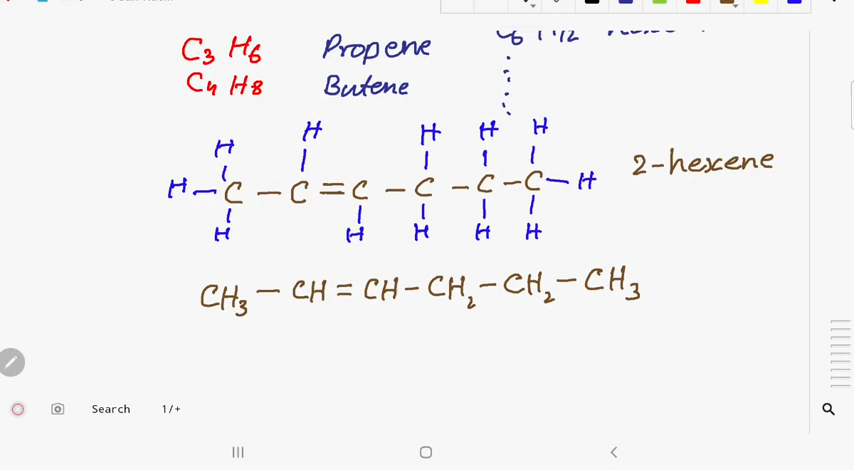 C3 H6 Propene
C4 H8 Butene
H H H H H
H – C – C = C – C – C – C – H 2-hexene
H H H H H
CH3 – CH = CH – CH2 – CH2 – CH3
Search 1/+